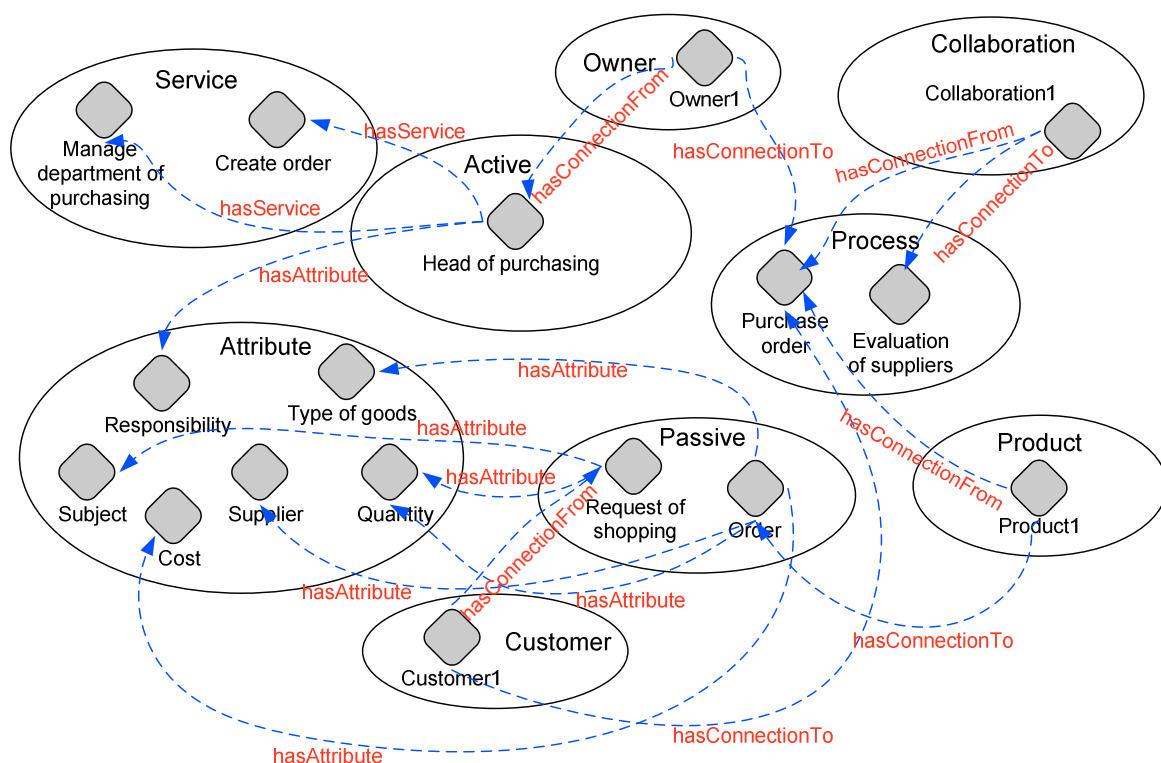 Collaboration
Owner
Service
Collaboration1
Owner1
hasConnectionFrom
hasService
hasConnectionTo
hasConnectionFrom
Manage
department of
purchasing
Create order
Active
hasConnectionTo
hasService
Process
Head of purchasing
hasAttribute
Purchase
order
Evaluation
of suppliers
Attribute
hasAttribute
Type of goods
Responsibility
hasAttribute
Passive
Product
hasConnectionFrom
hasAttribute
Subject
Supplier
Quantity
Request of
shopping
Order
Product1
Cost
hasConnectionFrom
hasAttribute
hasAttribute
Customer
Customer1
hasConnectionTo
hasConnectionTo
hasAttribute